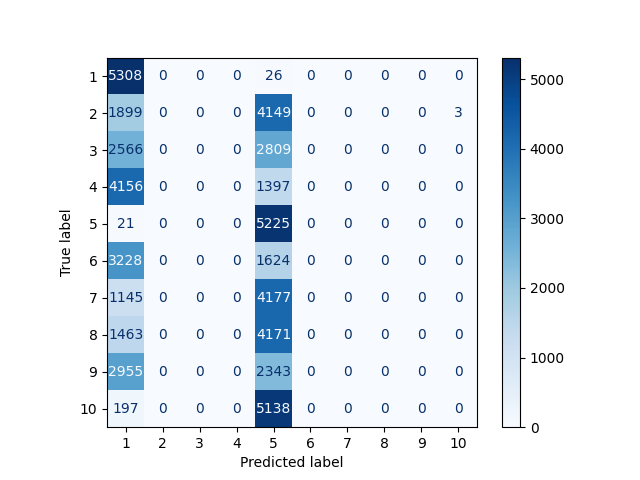 1 5308 0 0 0 26 0 0 0 0 0
2 1899 0 0 0 4149 0 0 0 0 3
3 2566 0 0 0 2809 0 0 0 0 0
4 4156 0 0 0 1397 0 0 0 0 0
5 21 0 0 0 5225 0 0 0 0 0
6 3228 0 0 0 1624 0 0 0 0 0
7 1145 0 0 0 4177 0 0 0 0 0
8 1463 0 0 0 4171 0 0 0 0 0
9 2955 0 0 0 2343 0 0 0 0 0
10 197 0 0 0 5138 0 0 0 0 0
1 2 3 4 5 6 7 8 9 10
Predicted label
True label
5000
4000
3000
2000
1000
0